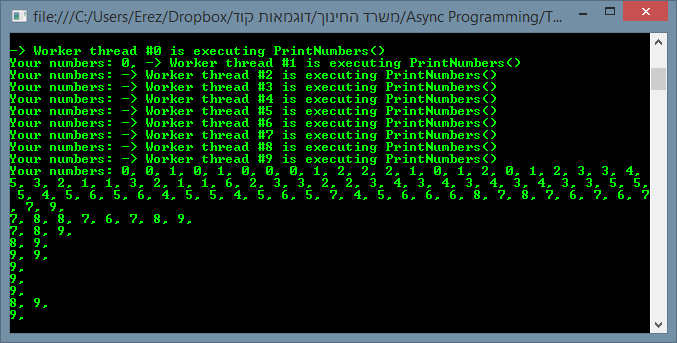 file:///C:/Users/Erez/Dropbox/משרד החינוך/דוגמאות קוד/Async Programming/T...
-> Worker thread #0 is executing PrintNumbers()
Your numbers: 0, -> Worker thread #1 is executing PrintNumbers()
Your numbers: -> Worker thread #2 is executing PrintNumbers()
Your numbers: -> Worker thread #3 is executing PrintNumbers()
Your numbers: -> Worker thread #4 is executing PrintNumbers()
Your numbers: -> Worker thread #5 is executing PrintNumbers()
Your numbers: -> Worker thread #6 is executing PrintNumbers()
Your numbers: -> Worker thread #7 is executing PrintNumbers()
Your numbers: -> Worker thread #8 is executing PrintNumbers()
Your numbers: -> Worker thread #9 is executing PrintNumbers()
Your numbers: 0, 0, 1, 0, 1, 0, 0, 0, 1, 2, 2, 2, 1, 0, 1, 2, 0, 1, 2, 3, 3, 4,
5, 3, 2, 1, 1, 3, 2, 1, 1, 6, 2, 3, 3, 2, 2, 3, 4, 3, 4, 3, 4, 3, 4, 3, 3, 5, 5,
 5, 4, 5, 6, 5, 6, 4, 5, 5, 4, 5, 6, 5, 7, 4, 5, 6, 5, 6, 6, 8, 7, 8, 7, 6, 7, 6, 7
, 7, 9,
7, 8, 8, 7, 6, 7, 8, 9,
7, 8, 9,
8, 9,
9, 9,
9,
9,
9,
8, 9,
9,